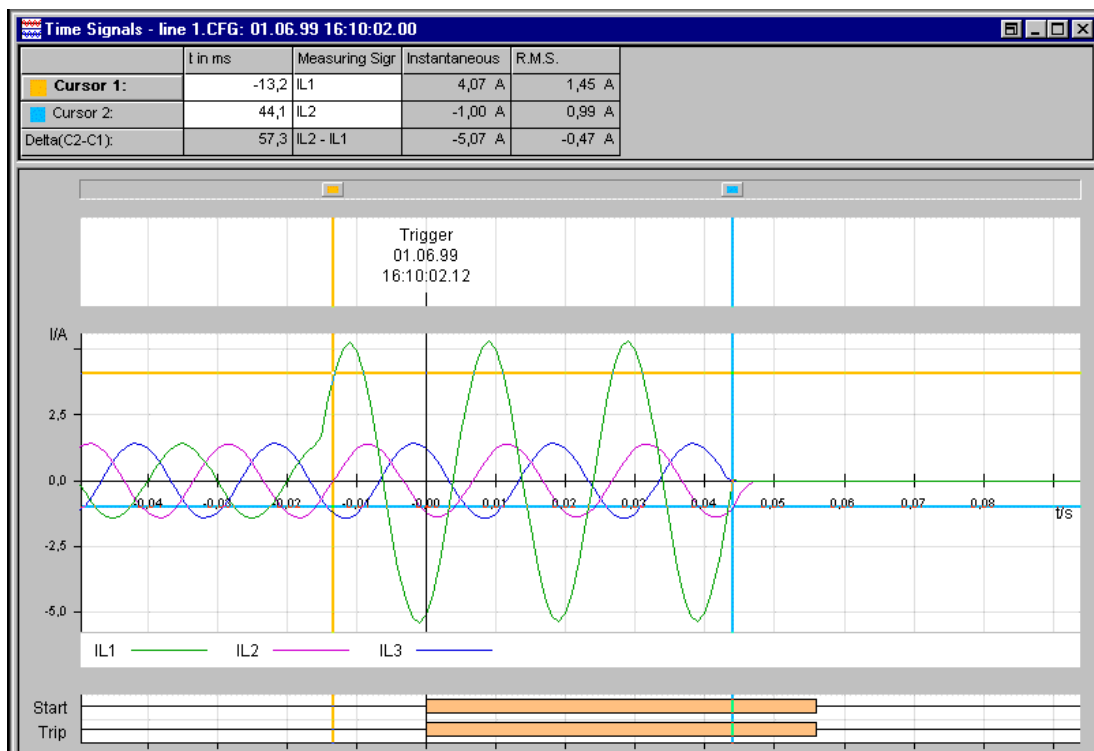 Time Signals - line 1.CFG: 01.06.99 16:10:02.00
t in ms Measuring Sigr Instantaneous R.M.S.
Cursor 1: -13,2 IL1 4,07 A 1,45 A
Cursor 2: 44,1 IL2 -1,00 A 0,99 A
Delta(C2-C1): 57,3 IL2 - IL1 -5,07 A -0,47 A
Trigger
01.06.99
16:10:02.12
I/A
2,5
0,0
-0,04 -0,03 -0,02 -0,01 -0,00 0,01 0,02 0,03 0,04 0,05 0,06 0,07 0,08
t/s
-2,5
-5,0
IL1 IL2 IL3
Start
Trip